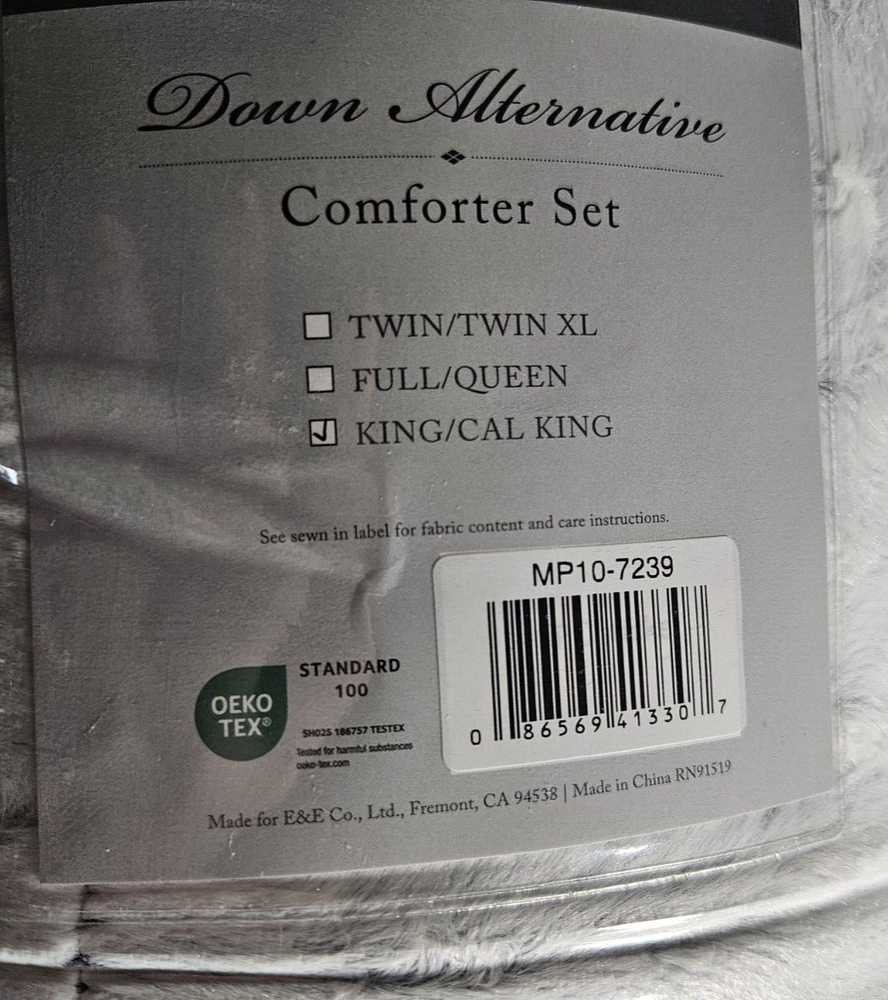 Down Alternative
Comforter Set
TWIN/TWIN XL
FULL/QUEEN
KING/CAL KING
See sewn in label for fabric content and care instructions.
MP10-7239
0 86569 41330 7
OEKO
TEX®
STANDARD
100
SH025 186757 TESTEX
Tested for harmful substances
oeko-tex.com
Made for E&E Co., Ltd., Fremont, CA 94538 | Made in China RN91519